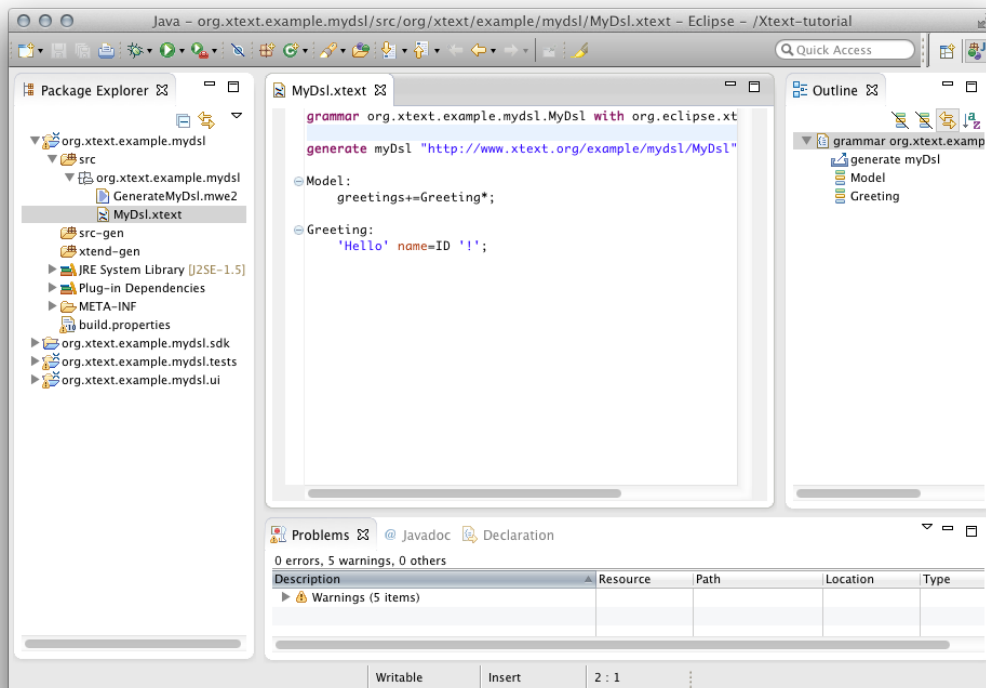 Java – org.xtext.example.mydsl/src/org/xtext/example/mydsl/MyDsl.xtext – Eclipse – /Xtext-tutorial
Quick Access
Package Explorer
org.xtext.example.mydsl
src
org.xtext.example.mydsl
GenerateMyDsl.mwe2
MyDsl.xtext
src-gen
xtend-gen
JRE System Library [J2SE-1.5]
Plug-in Dependencies
META-INF
build.properties
org.xtext.example.mydsl.sdk
org.xtext.example.mydsl.tests
org.xtext.example.mydsl.ui
MyDsl.xtext
grammar org.xtext.example.mydsl.MyDsl with org.eclipse.xt
generate myDsl "http://www.xtext.org/example/mydsl/MyDsl"
Model:
greetings+=Greeting*;
Greeting:
'Hello' name=ID '!';
Outline
grammar org.xtext.examp
generate myDsl
Model
Greeting
Problems @ Javadoc Declaration
0 errors, 5 warnings, 0 others
Description Resource Path Location Type
Warnings (5 items)
Writable Insert 2 : 1